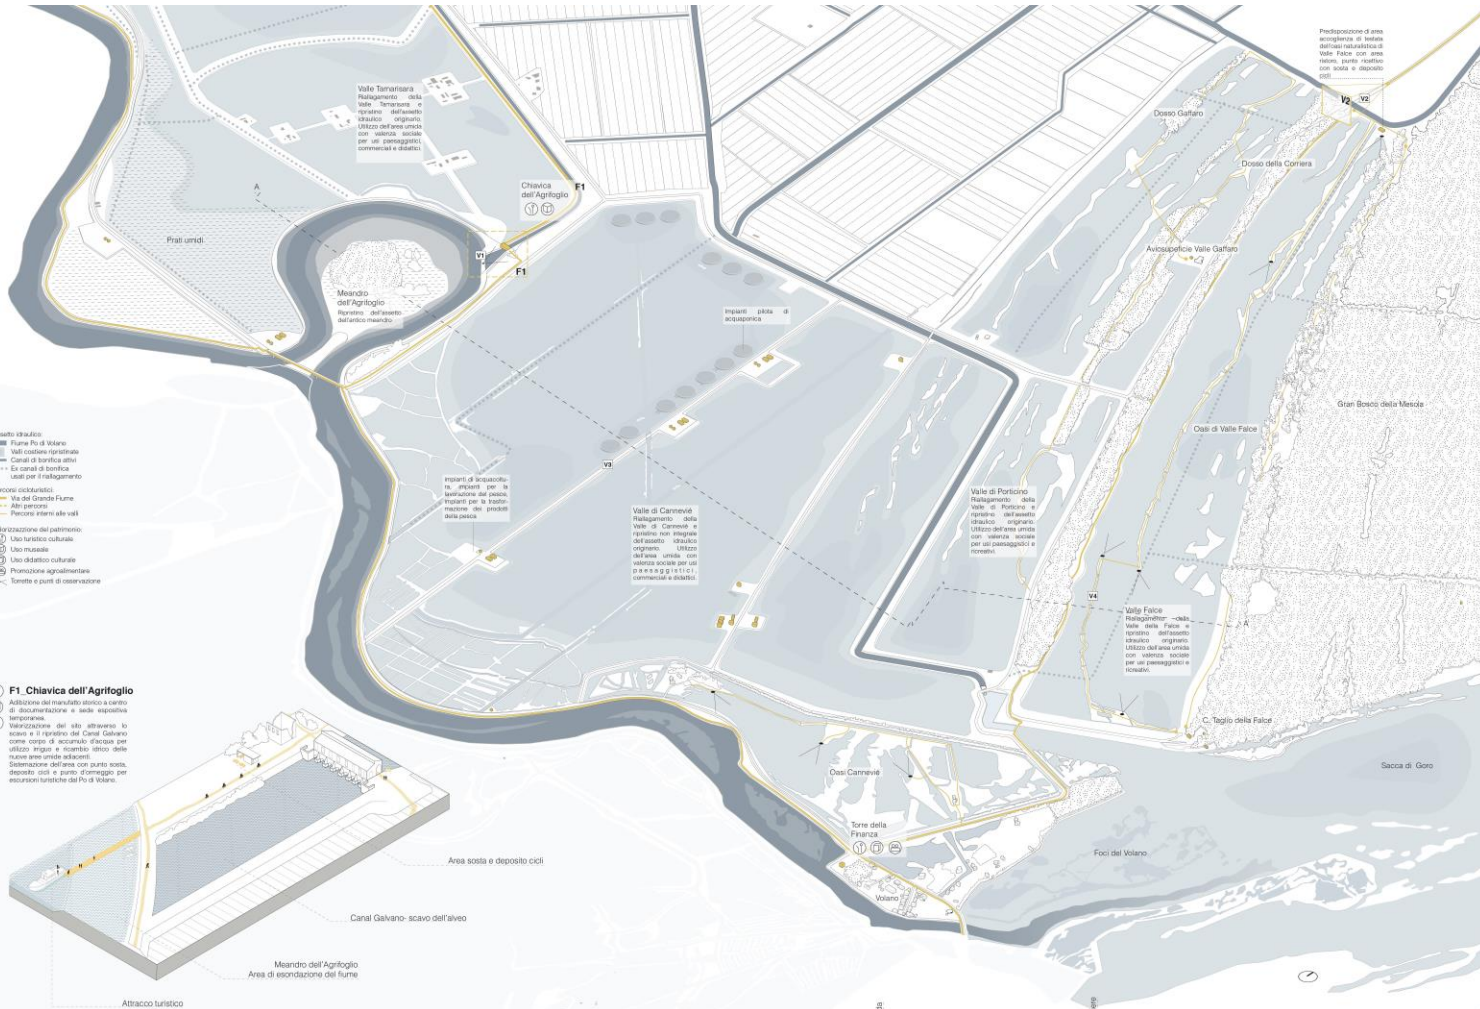 Predisposizione di area
accoglienza di testata
dell'oasi naturalistica di
Valle Falce con area
ristoro, punto ricettivo
con sosta e deposito
cicli
V2
V2
Valle Tamarisara
Riallagamento della
Valle Tamarisara e
ripristino dell'assetto
idraulico originario.
Utilizzo dell'area umida
con valenza sociale
per usi paesaggistici,
commerciali e didattici.
Dosso Gaffaro
Dosso della Corriera
A
Chiavica
dell'Agrifoglio
F1
Prati umidi
V1
F1
Aviosupeficie Valle Gaffaro
Meandro
dell'Agrifoglio
Ripristino dell'assetto
dell'antico meandro
Impianti pilota di
acquaponica
Gran Bosco della Mesola
Oasi di Valle Falce
setto idraulico:
Fiume Po di Volano
Valli costiere ripristinate
Canali di bonifica attivi
Ex canali di bonifica
usati per il riallagamento
ercorsi cicloturistici:
Via del Grande Fiume
Altri percorsi
Percorsi interni alle valli
lorizzazzione del patrimonio:
Uso turistico culturale
Uso museale
Uso didattico culturale
Promozione agroalimentare
Torrette e punti di osservazione
V3
Impianti di acquacoltu-
ra, impianti per la
lavorazione del pesce,
impianti per la trasfor-
mazione dei prodotti
della pesca
Valle di Cannevié
Riallagamento della
Valle di Cannevié e
ripristino non integrale
dell'assetto idraulico
originario. Utilizzo
dell'area umida con
valenza sociale per usi
paesaggistici,
commerciali e didattici.
Valle di Porticino
Riallagamento della
Valle di Porticino e
ripristino dell'assetto
idraulico originario.
Utilizzo dell'area umida
con valenza sociale
per usi paesaggistici e
ricreativi.
V4
Valle Falce
Riallagamento della
Valle della Falce e
ripristino dell'assetto
idraulico originario.
Utilizzo dell'area umida
con valenza sociale
per usi paesaggistici e
ricreativi.
A'
F1_Chiavica dell'Agrifoglio
Adibizione del manufatto storico a centro
di documentazione e sede espositiva
temporanea.
Valorizzazione del sito attraverso lo
scavo e il ripristino del Canal Galvano
come corpo di accumulo d'acqua per
utilizzo irriguo e ricambio idrico delle
nuove aree umide adiacenti.
Sistemazione dell'area con punto sosta,
deposito cicli e punto d'ormeggio per
escursioni turistiche del Po di Volano.
C. Taglio della Falce
Sacca di Goro
Oasi Cannevié
Torre della
Finanza
Foci del Volano
Volano
Area sosta e deposito cicli
Canal Galvano- scavo dell'alveo
Meandro dell'Agrifoglio
Area di esondazione del fiume
Attracco turistico